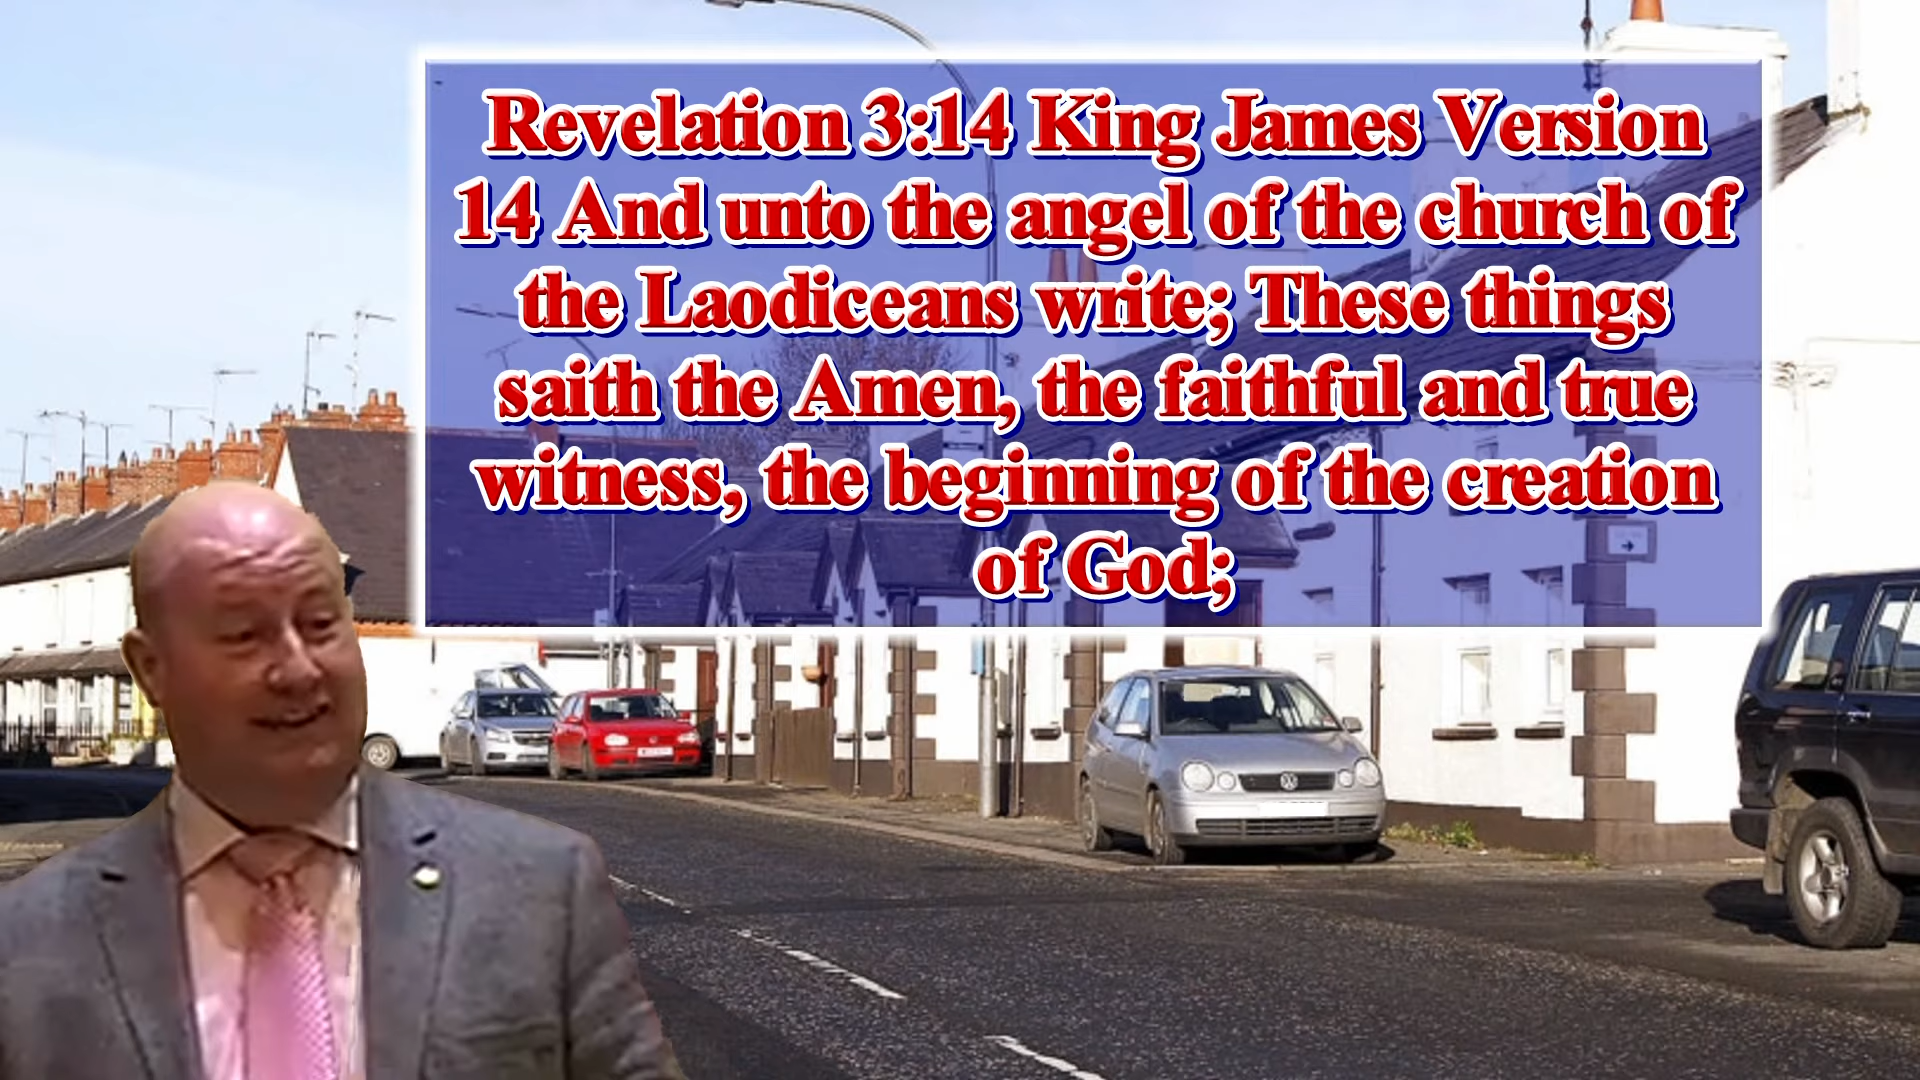 Revelation 3:14 King James Version
14 And unto the angel of the church of
the Laodiceans write; These things
saith the Amen, the faithful and true
witness, the beginning of the creation
of God;